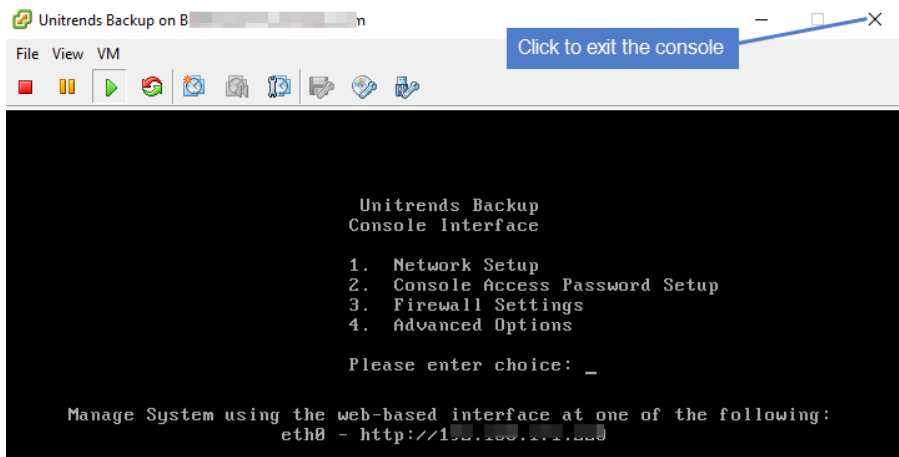 Unitrends Backup on B
Click to exit the console
File View VM
Unitrends Backup
Console Interface
1. Network Setup
2. Console Access Password Setup
3. Firewall Settings
4. Advanced Options
Please enter choice: _
Manage System using the web-based interface at one of the following:
eth0 - http://